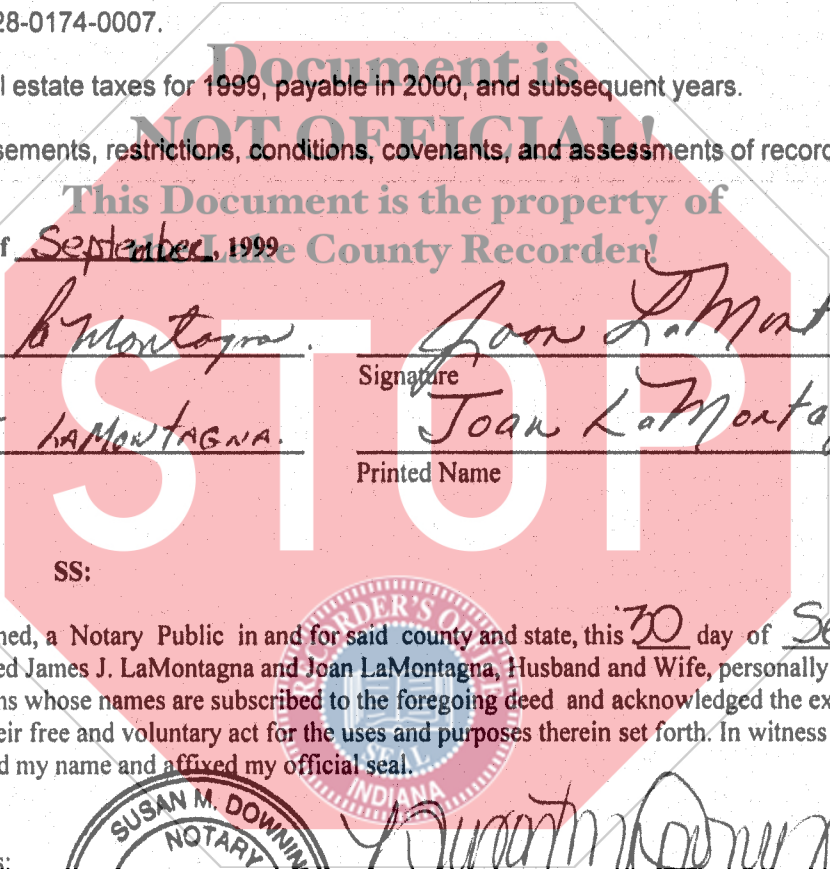 28-0174-0007.
Document is
l estate taxes for 1999, payable in 2000, and subsequent years.
NOT OFFICIAL!
sements, restrictions, conditions, covenants, and assessments of record
This Document is the property of
the Lake County Recorder!
f September, 1999
LaMontagna. Joan LaMont
Signature
LAMONTAGNA. Joan LaMonta
Printed Name
STOP
SS:
ned, a Notary Public in and for said county and state, this 30 day of Se
ed James J. LaMontagna and Joan LaMontagna, Husband and Wife, personally
ns whose names are subscribed to the foregoing deed and acknowledged the ex
eir free and voluntary act for the uses and purposes therein set forth. In witness
d my name and affixed my official seal.
RECORDER'S OFFICE
SEAL
INDIANA
SUSAN M. DOWNIN
NOTARY
s: